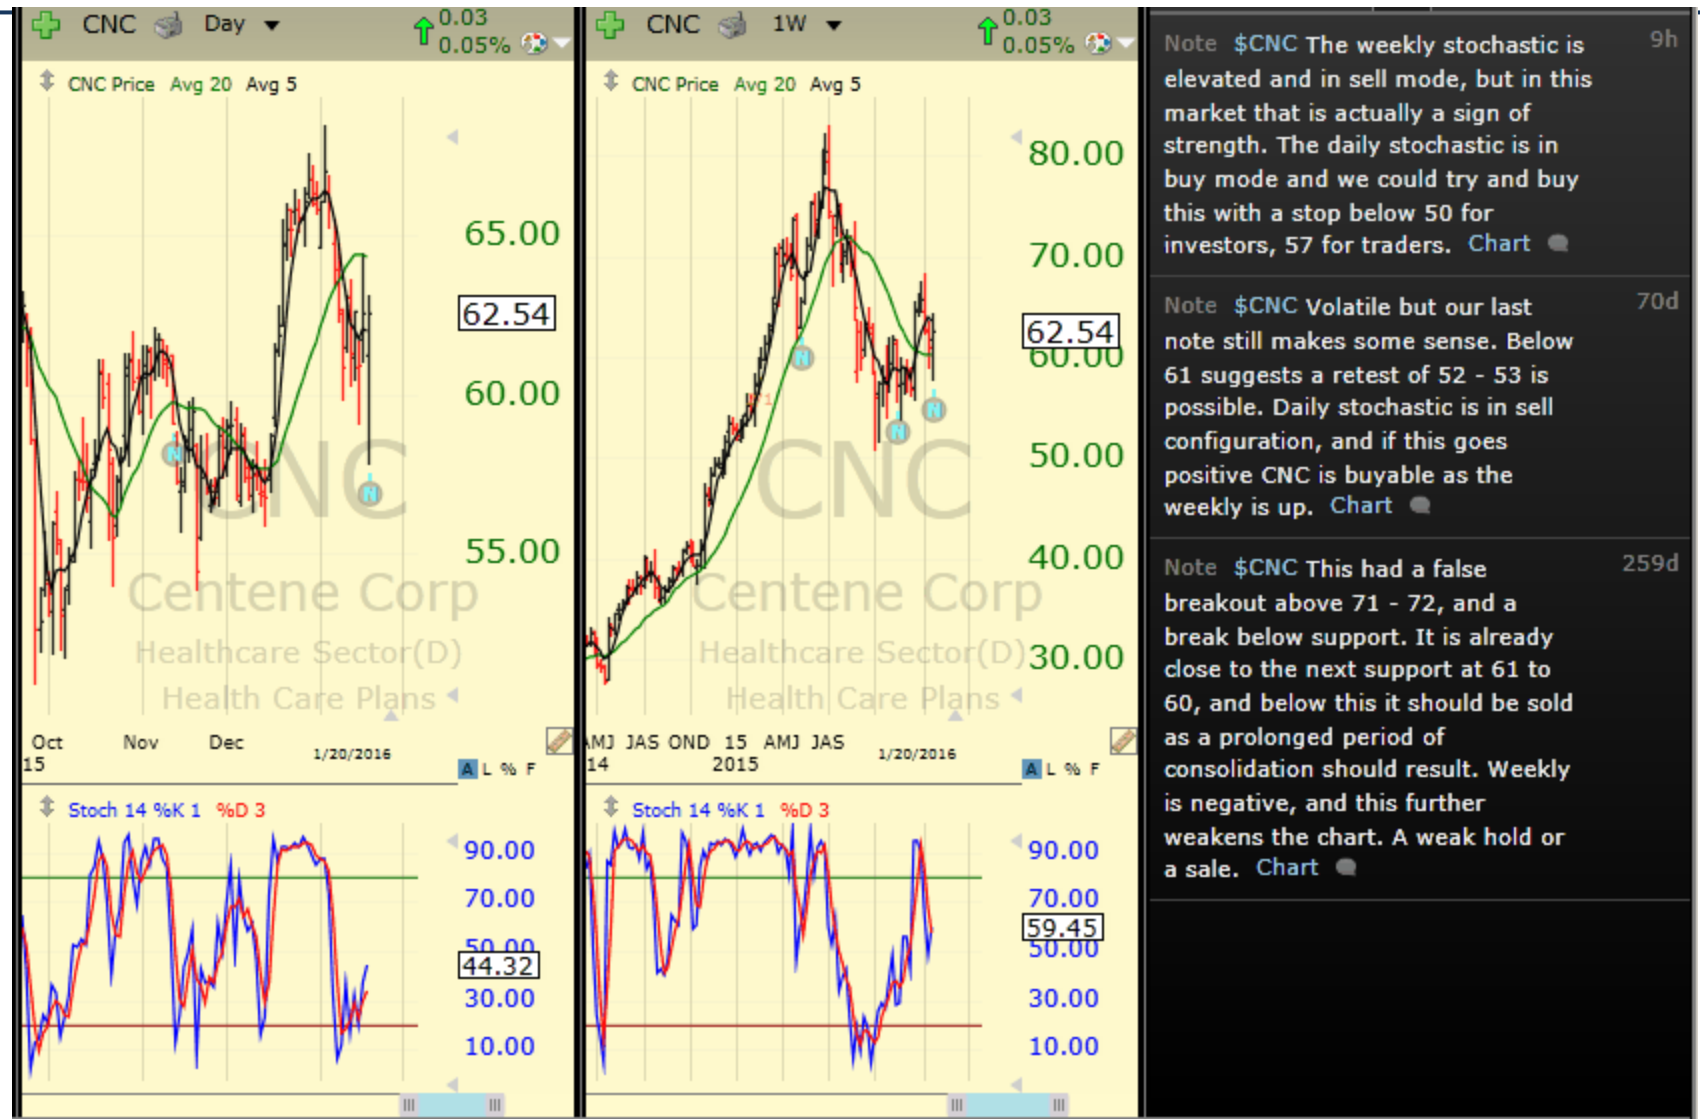 CNC Day 0.03
0.05%
CNC Price Avg 20 Avg 5
65.00
62.54
60.00
55.00
N
N
CNC
Centene Corp
Healthcare Sector(D)
Health Care Plans
Oct Nov Dec 1/20/2016
15
A L % F
Stoch 14 %K 1 %D 3
90.00
70.00
50.00
44.32
30.00
10.00
CNC 1W 0.03
0.05%
CNC Price Avg 20 Avg 5
80.00
70.00
62.54
60.00
50.00
40.00
30.00
N
N
N
CNC
Centene Corp
Healthcare Sector(D)
Health Care Plans
AMJ JAS OND 15 AMJ JAS 1/20/2016
14 2015
A L % F
Stoch 14 %K 1 %D 3
90.00
70.00
59.45
50.00
30.00
10.00
Note $CNC The weekly stochastic is 9h
elevated and in sell mode, but in this
market that is actually a sign of
strength. The daily stochastic is in
buy mode and we could try and buy
this with a stop below 50 for
investors, 57 for traders. Chart
Note $CNC Volatile but our last 70d
note still makes some sense. Below
61 suggests a retest of 52 - 53 is
possible. Daily stochastic is in sell
configuration, and if this goes
positive CNC is buyable as the
weekly is up. Chart
Note $CNC This had a false 259d
breakout above 71 - 72, and a
break below support. It is already
close to the next support at 61 to
60, and below this it should be sold
as a prolonged period of
consolidation should result. Weekly
is negative, and this further
weakens the chart. A weak hold or
a sale. Chart